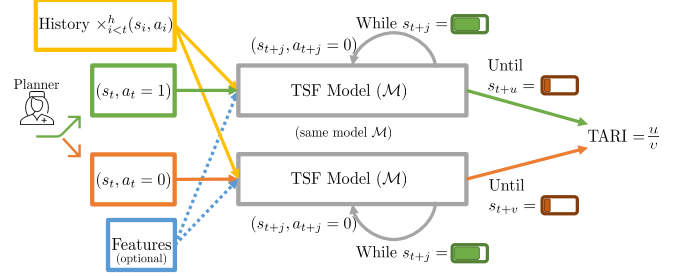 History ×^h_{i<t}(s_i, a_i)
While s_{t+j} =
(s_{t+j}, a_{t+j} = 0)
Planner
(s_t, a_t = 1)
TSF Model (ℳ)
Until
s_{t+u} =
(same model ℳ)
TARI = u/v
(s_t, a_t = 0)
TSF Model (ℳ)
Until
s_{t+v} =
(s_{t+j}, a_{t+j} = 0)
Features
(optional)
While s_{t+j} =